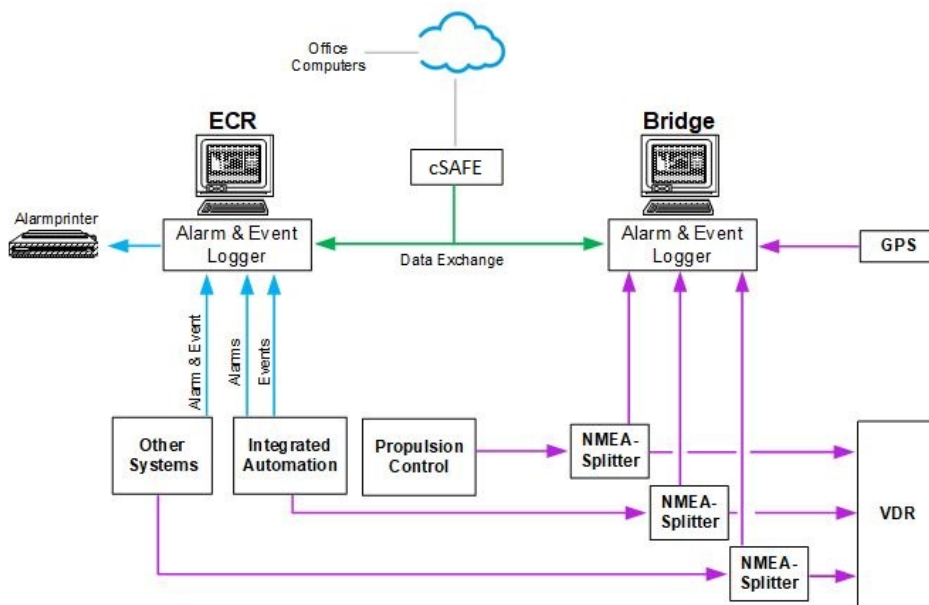 Office
Computers
ECR
Bridge
cSAFE
Alarmprinter
Alarm & Event
Logger
Data Exchange
Alarm & Event
Logger
GPS
Alarm & Event
Alarms
Events
Other
Systems
Integrated
Automation
Propulsion
Control
NMEA-
Splitter
NMEA-
Splitter
NMEA-
Splitter
VDR